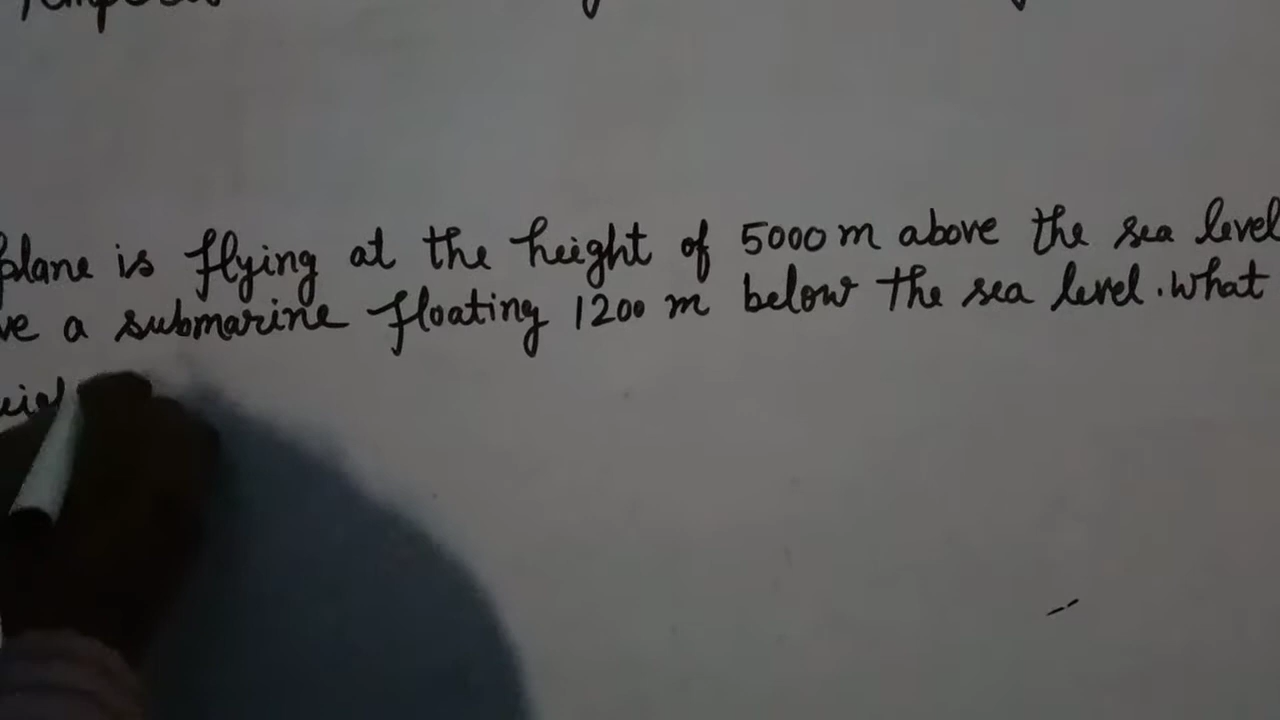 plane is flying at the height of 5000 m above the sea level
ve a submarine floating 1200 m below the sea level. What